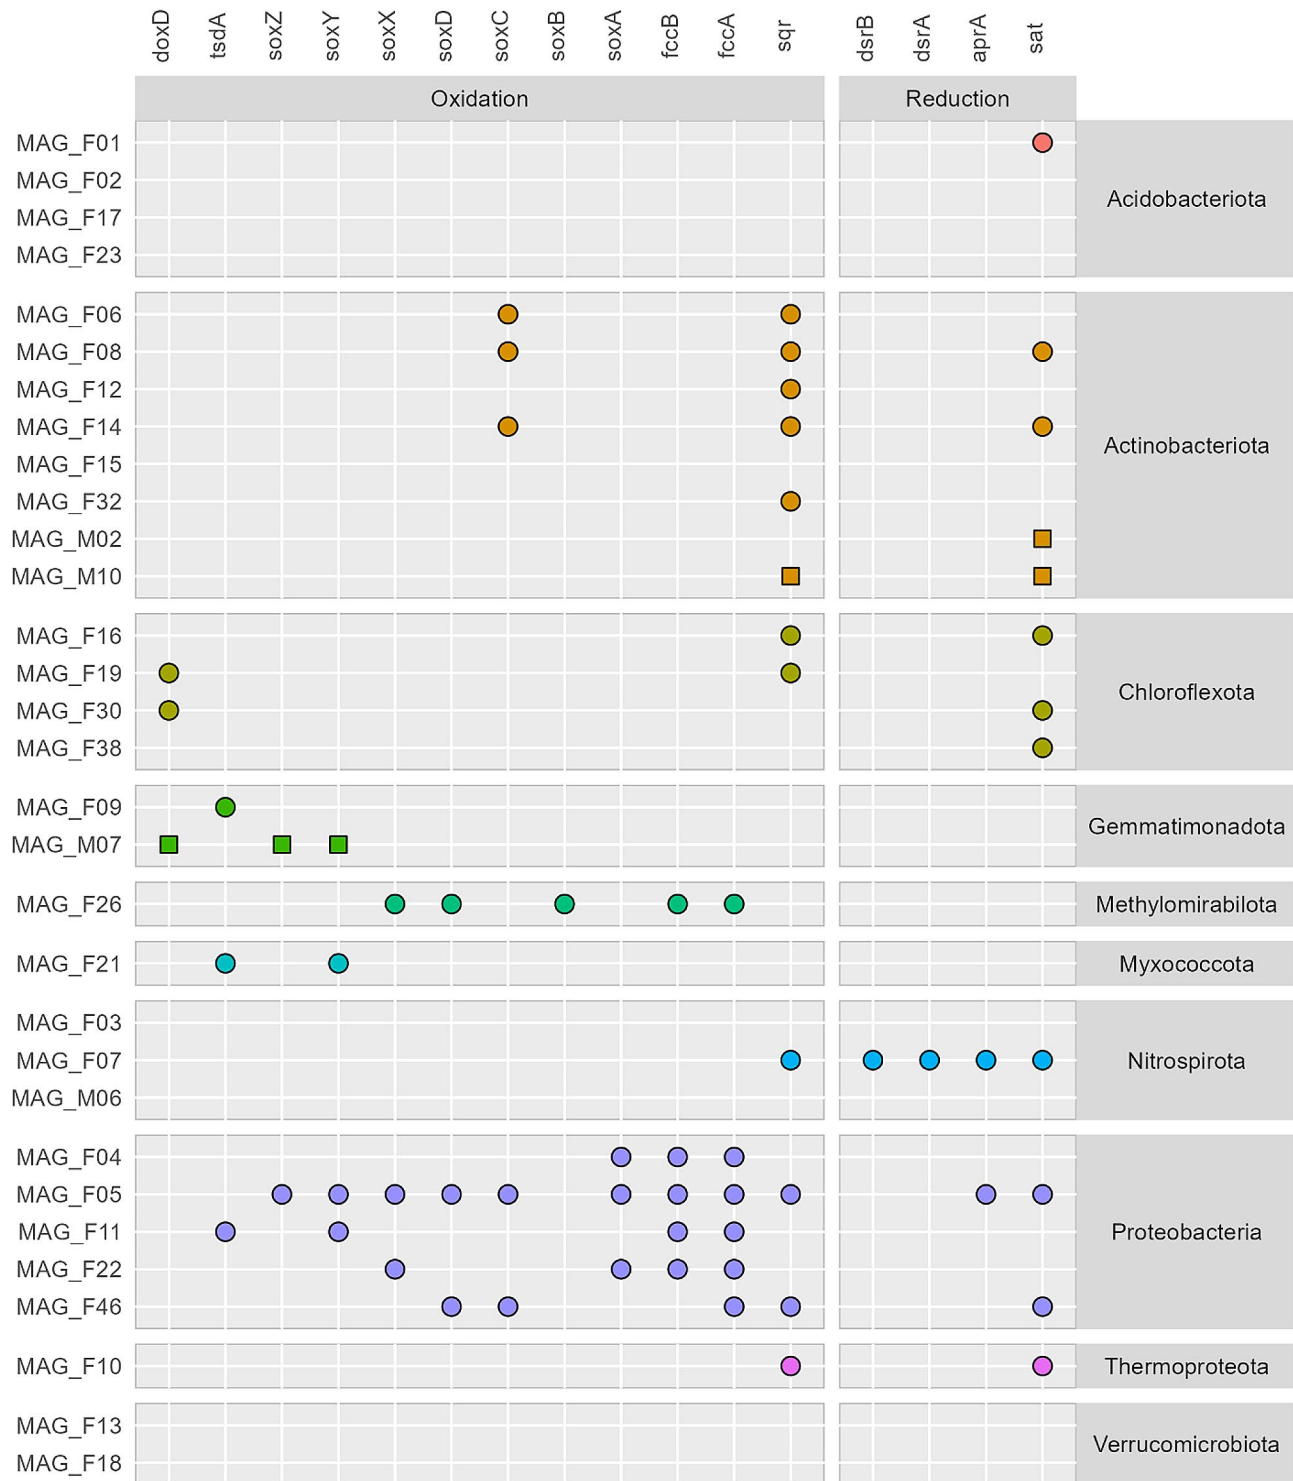 doxD tsdA soxZ soxY soxX soxD soxC soxB soxA fccB fccA sqr dsrB dsrA aprA sat
Oxidation Reduction
MAG_F01
MAG_F02
Acidobacteriota
MAG_F17
MAG_F23
MAG_F06
MAG_F08
MAG_F12
MAG_F14
Actinobacteriota
MAG_F15
MAG_F32
MAG_M02
MAG_M10
MAG_F16
MAG_F19
Chloroflexota
MAG_F30
MAG_F38
MAG_F09
Gemmatimonadota
MAG_M07
MAG_F26 Methylomirabilota
MAG_F21 Myxococcota
MAG_F03
MAG_F07 Nitrospirota
MAG_M06
MAG_F04
MAG_F05
MAG_F11 Proteobacteria
MAG_F22
MAG_F46
MAG_F10 Thermoproteota
MAG_F13
Verrucomicrobiota
MAG_F18